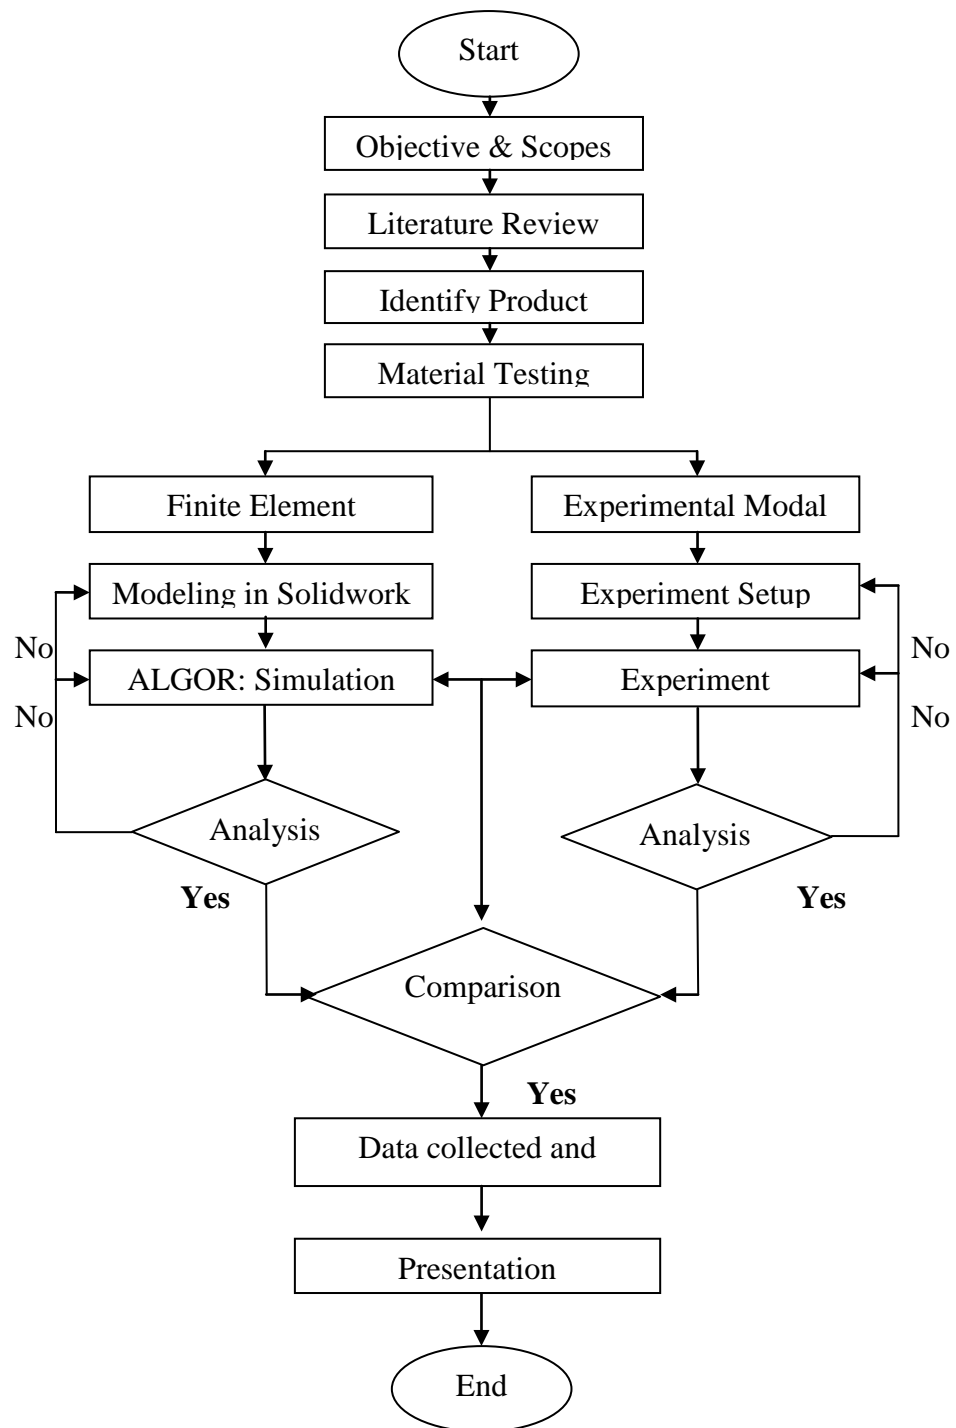 Start
Objective & Scopes
Literature Review
Identify Product
Material Testing
Finite Element
Experimental Modal
Modeling in Solidwork
Experiment Setup
No
No
ALGOR: Simulation
Experiment
No
No
Analysis
Analysis
Yes
Yes
Comparison
Yes
Data collected and
Presentation
End